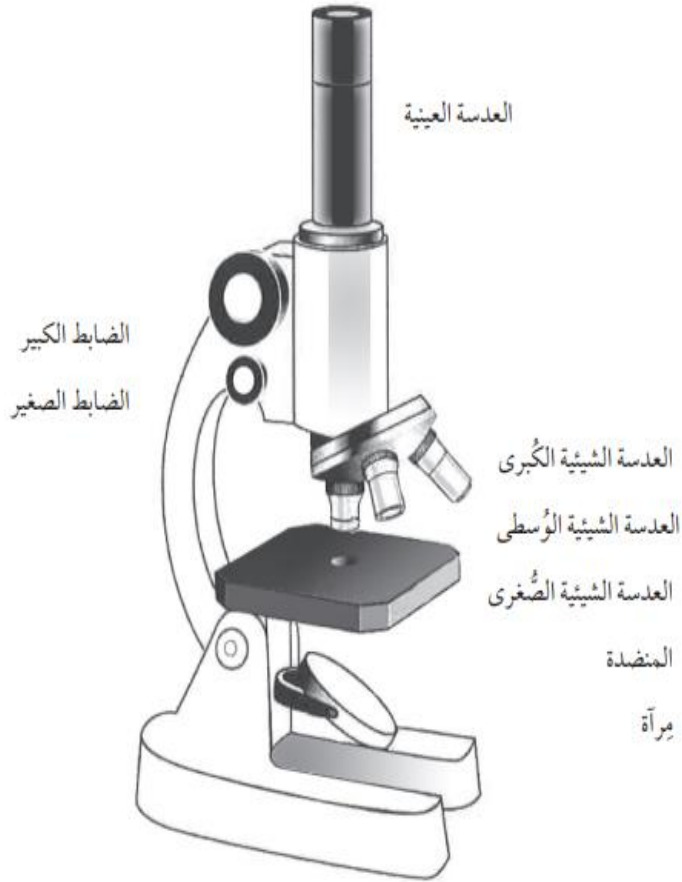 العدسة العينية
الضابط الكبير
الضابط الصغير
العدسة الشيئية الكُبرى
العدسة الشيئية الوُسطى
العدسة الشيئية الصُّغرى
المنضدة
مِرآة